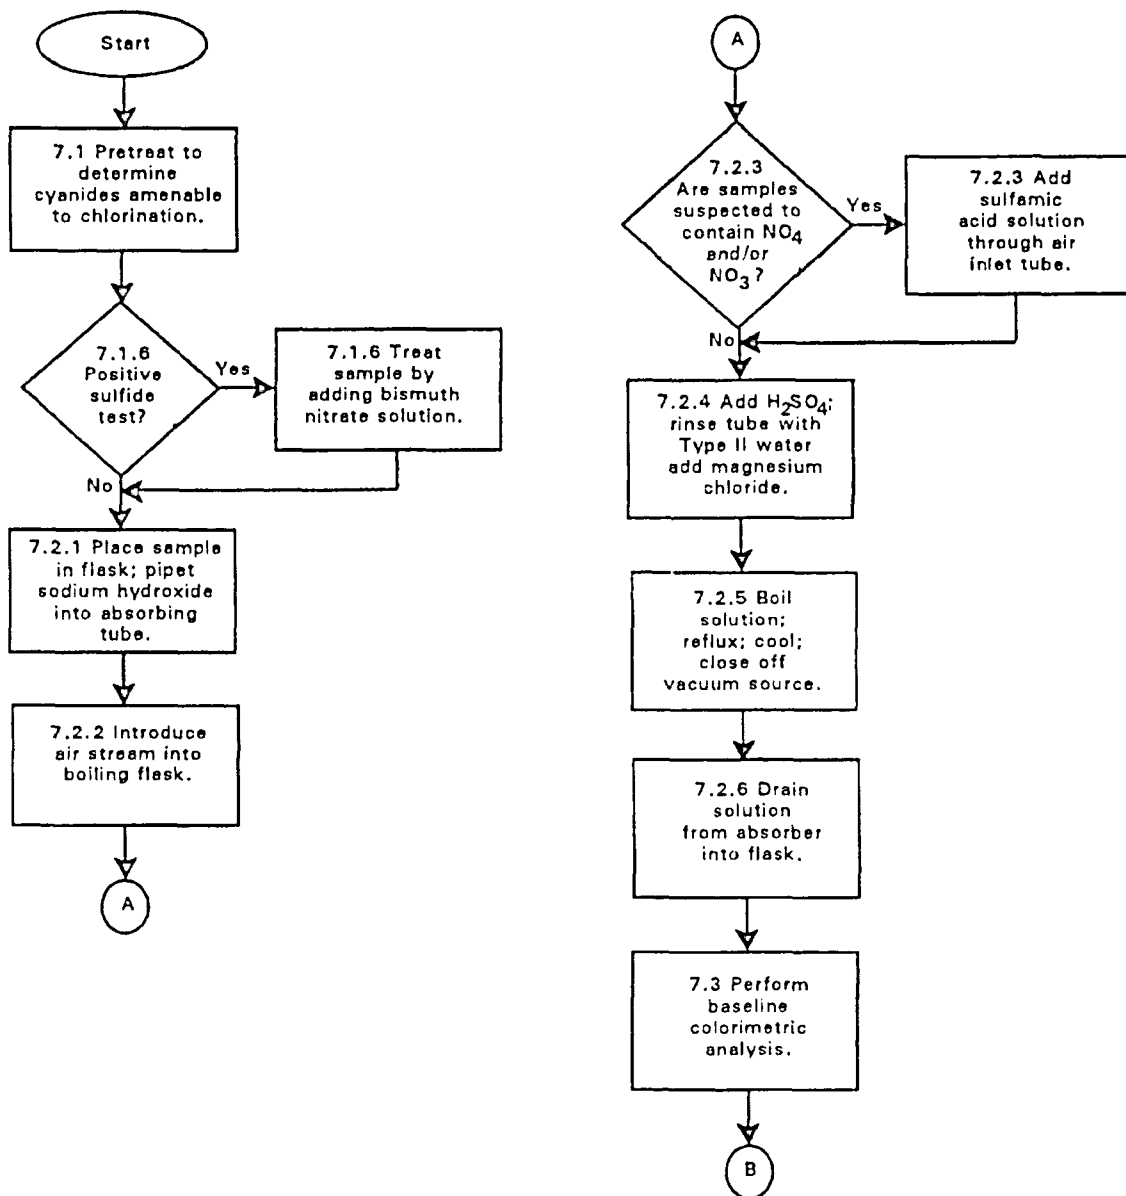 Start
7.1 Pretreat to
determine
cyanides amenable
to chlorination.
7.1.6
Positive
sulfide
test?
Yes
7.1.6 Treat
sample by
adding bismuth
nitrate solution.
No
7.2.1 Place sample
in flask; pipet
sodium hydroxide
into absorbing
tube.
7.2.2 Introduce
air stream into
boiling flask.
A
A
7.2.3
Are samples
suspected to
contain NO4
and/or
NO3?
Yes
7.2.3 Add
sulfamic
acid solution
through air
inlet tube.
No
7.2.4 Add H2SO4;
rinse tube with
Type II water
add magnesium
chloride.
7.2.5 Boil
solution;
reflux; cool;
close off
vacuum source.
7.2.6 Drain
solution
from absorber
into flask.
7.3 Perform
baseline
colorimetric
analysis.
B